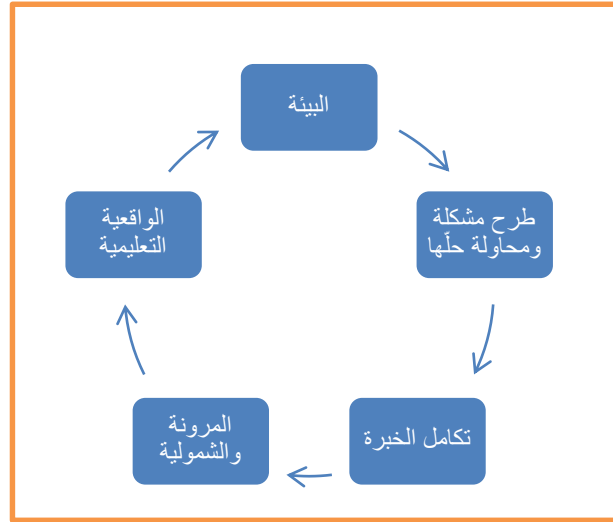 البيئة
طرح مشكلة
ومحاولة حلّها
تكامل الخبرة
المرونة
والشمولية
الواقعية
التعليمية